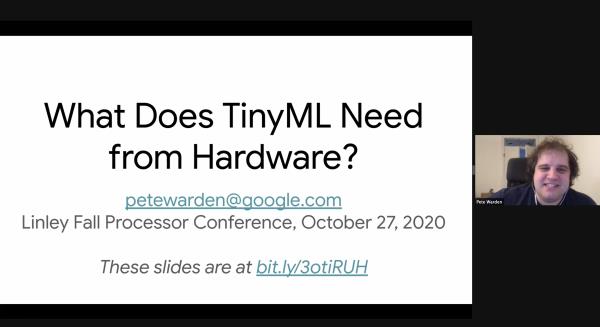 What Does TinyML Need
from Hardware?
petewarden@google.com
Linley Fall Processor Conference, October 27, 2020
These slides are at bit.ly/3otiRUH
Pete Warden